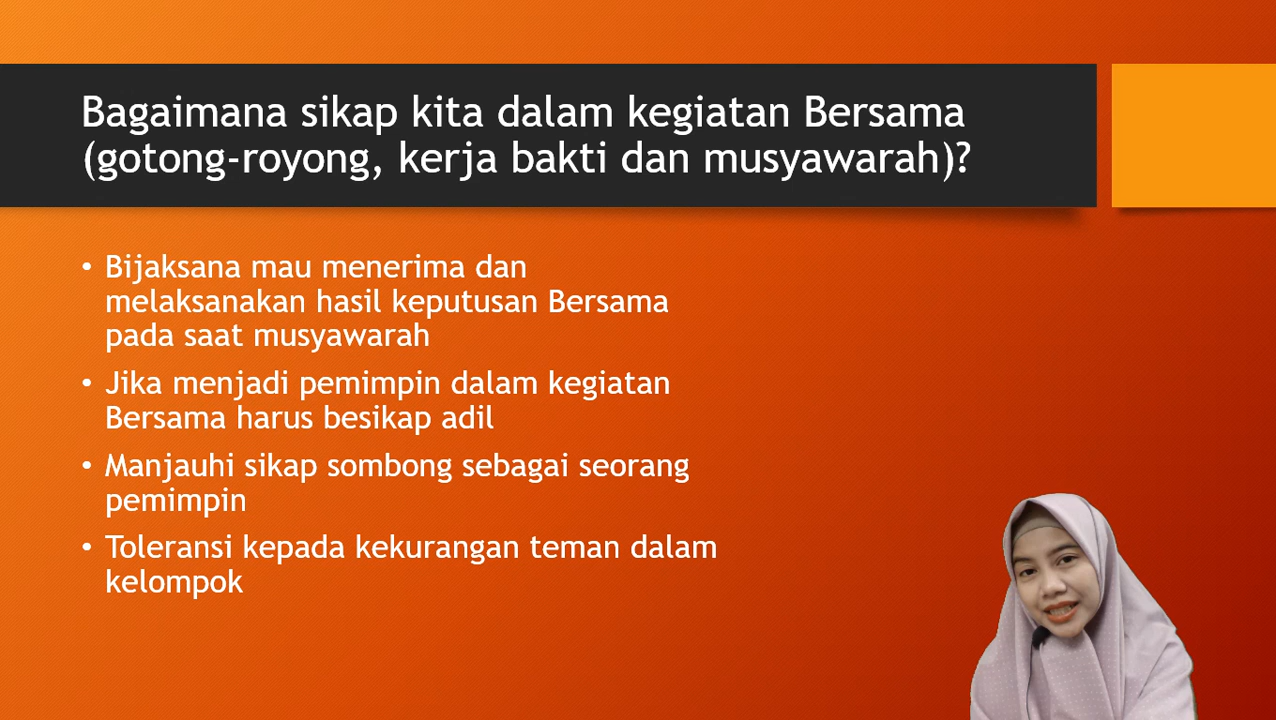 Bagaimana sikap kita dalam kegiatan Bersama
(gotong-royong, kerja bakti dan musyawarah)?
• Bijaksana mau menerima dan
melaksanakan hasil keputusan Bersama
pada saat musyawarah
• Jika menjadi pemimpin dalam kegiatan
Bersama harus besikap adil
• Manjauhi sikap sombong sebagai seorang
pemimpin
• Toleransi kepada kekurangan teman dalam
kelompok